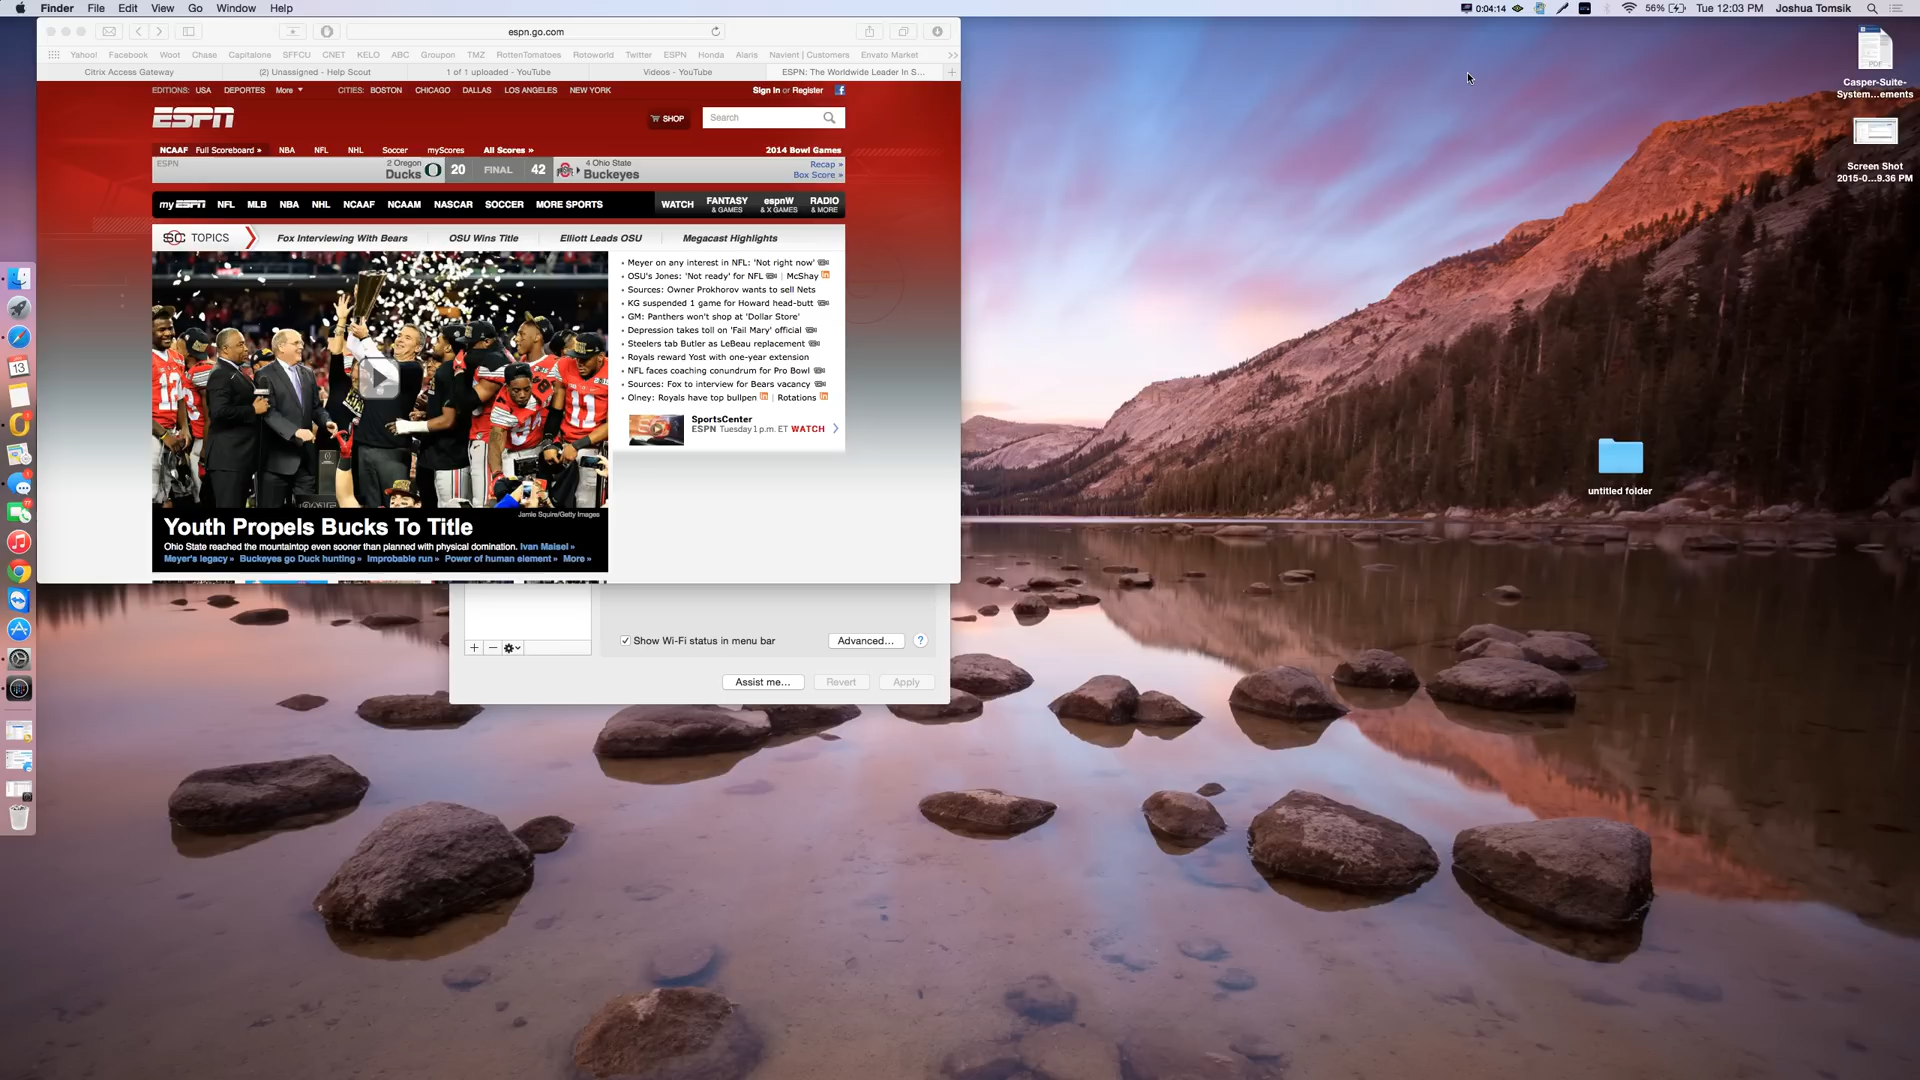 Finder File Edit View Go Window Help
0:04:14 56% Tue 12:03 PM Joshua Tomsik
espn.go.com
Yahoo! Facebook Woot Chase Capitalone SFFCU CNET KELO ABC Groupon TMZ RottenTomatoes Rotoworld Twitter ESPN Honda Alaris Navient | Customers Envato Market >>
Citrix Access Gateway (2) Unassigned - Help Scout 1 of 1 uploaded - YouTube Videos - YouTube ESPN: The Worldwide Leader In S... +
EDITIONS: USA DEPORTES More CITIES: BOSTON CHICAGO DALLAS LOS ANGELES NEW YORK Sign In or Register
ESPN SHOP Search
NCAAF Full Scoreboard » NBA NFL NHL Soccer myScores All Scores » 2014 Bowl Games
ESPN 2 Oregon 4 Ohio State Recap »
Ducks 20 FINAL 42 Buckeyes Box Score »
my ESPN NFL MLB NBA NHL NCAAF NCAAM NASCAR SOCCER MORE SPORTS WATCH FANTASY & GAMES espnW & X GAMES RADIO & MORE
SC TOPICS Fox Interviewing With Bears OSU Wins Title Elliott Leads OSU Megacast Highlights
Meyer on any interest in NFL: 'Not right now'
OSU's Jones: 'Not ready' for NFL | McShay
Sources: Owner Prokhorov wants to sell Nets
KG suspended 1 game for Howard head-butt
GM: Panthers won't shop at 'Dollar Store'
Depression takes toll on 'Fail Mary' official
Steelers tab Butler as LeBeau replacement
Royals reward Yost with one-year extension
NFL faces coaching conundrum for Pro Bowl
Sources: Fox to interview for Bears vacancy
Olney: Royals have top bullpen | Rotations
SportsCenter
ESPN Tuesday 1 p.m. ET WATCH
Jamie Squire/Getty Images
Youth Propels Bucks To Title
Ohio State reached the mountaintop even sooner than planned with physical domination. Ivan Maisel »
Meyer's legacy » Buckeyes go Duck hunting » Improbable run » Power of human element » More »
Show Wi-Fi status in menu bar Advanced... ?
Assist me... Revert Apply
PDF
Casper-Suite-
System...ements
Screen Shot
2015-0...9.36 PM
untitled folder
13